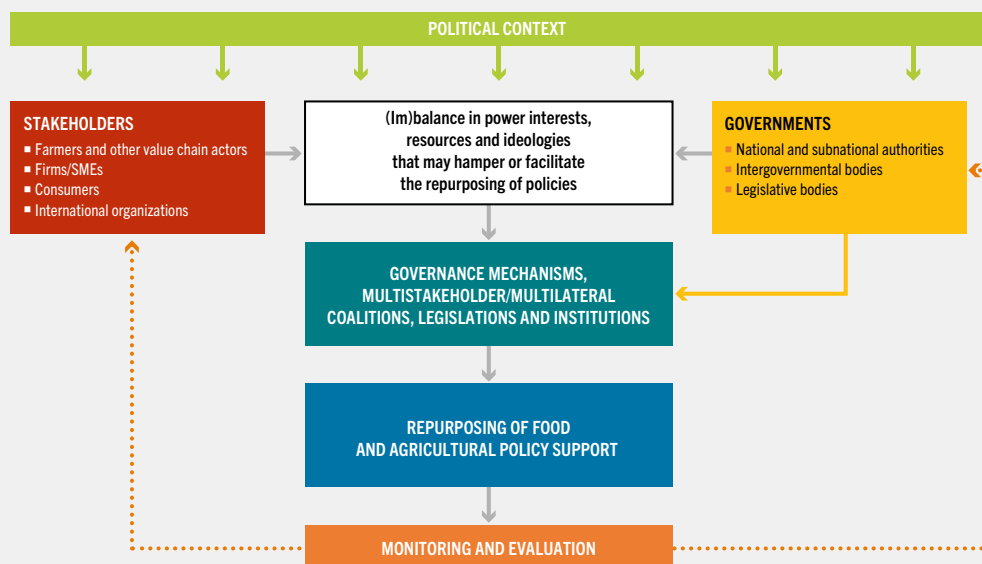 POLITICAL CONTEXT
STAKEHOLDERS
■ Farmers and other value chain actors
■ Firms/SMEs
■ Consumers
■ International organizations
(Im)balance in power interests,
resources and ideologies
that may hamper or facilitate
the repurposing of policies
GOVERNMENTS
■ National and subnational authorities
■ Intergovernmental bodies
■ Legislative bodies
GOVERNANCE MECHANISMS,
MULTISTAKEHOLDER/MULTILATERAL
COALITIONS, LEGISLATIONS AND INSTITUTIONS
REPURPOSING OF FOOD
AND AGRICULTURAL POLICY SUPPORT
MONITORING AND EVALUATION